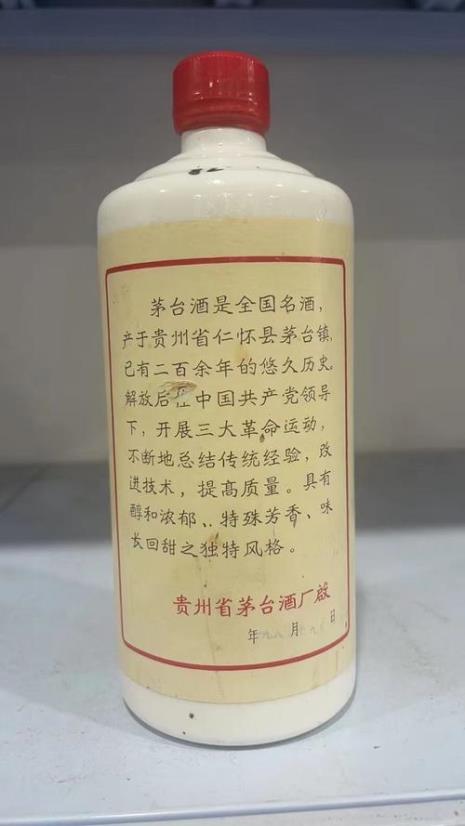 茅台酒是全国名酒，
产于贵州省仁怀县茅台镇，
已有二百余年的悠久历史。
解放后在中国共产党领导
下，开展三大革命运动，
不断地总结传统经验，改
进技术，提高质量。具有
醇和浓郁、特殊芳香、味
长回甜之独特风格。
贵州省茅台酒厂啟
年 月 日